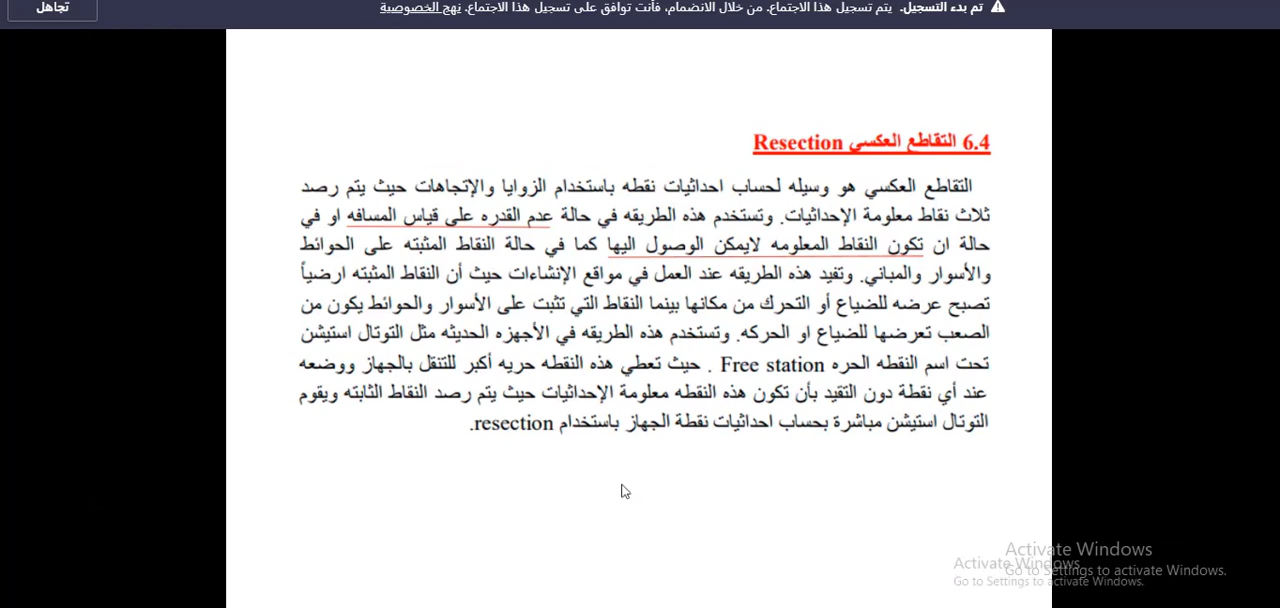 تم بدء التسجيل. يتم تسجيل هذا الاجتماع. من خلال الانضمام، فأنت توافق على تسجيل هذا الاجتماع. نهج الخصوصية
تجاهل
6.4 التقاطع العكسي Resection
التقاطع العكسي هو وسيله لحساب احداثيات نقطه باستخدام الزوايا والإتجاهات حيث يتم رصد
ثلاث نقاط معلومة الإحداثيات. وتستخدم هذه الطريقه في حالة عدم القدره على قياس المسافه او في
حالة ان تكون النقاط المعلومه لايمكن الوصول اليها كما في حالة النقاط المثبته على الحوائط
والأسوار والمباني. وتفيد هذه الطريقه عند العمل في مواقع الإنشاءات حيث أن النقاط المثبته ارضياً
تصبح عرضه للضياع أو التحرك من مكانها بينما النقاط التي تثبت على الأسوار والحوائط يكون من
الصعب تعرضها للضياع او الحركه. وتستخدم هذه الطريقه في الأجهزه الحديثه مثل التوتال استيشن
تحت اسم النقطه الحره Free station . حيث تعطي هذه النقطه حريه أكبر للتنقل بالجهاز ووضعه
عند أي نقطة دون التقيد بأن تكون هذه النقطه معلومة الإحداثيات حيث يتم رصد النقاط الثابته ويقوم
التوتال استيشن مباشرة بحساب احداثيات نقطة الجهاز باستخدام resection.
Activate Windows
Go to Settings to activate Windows.
Activate Windows
Go to Settings to activate Windows.